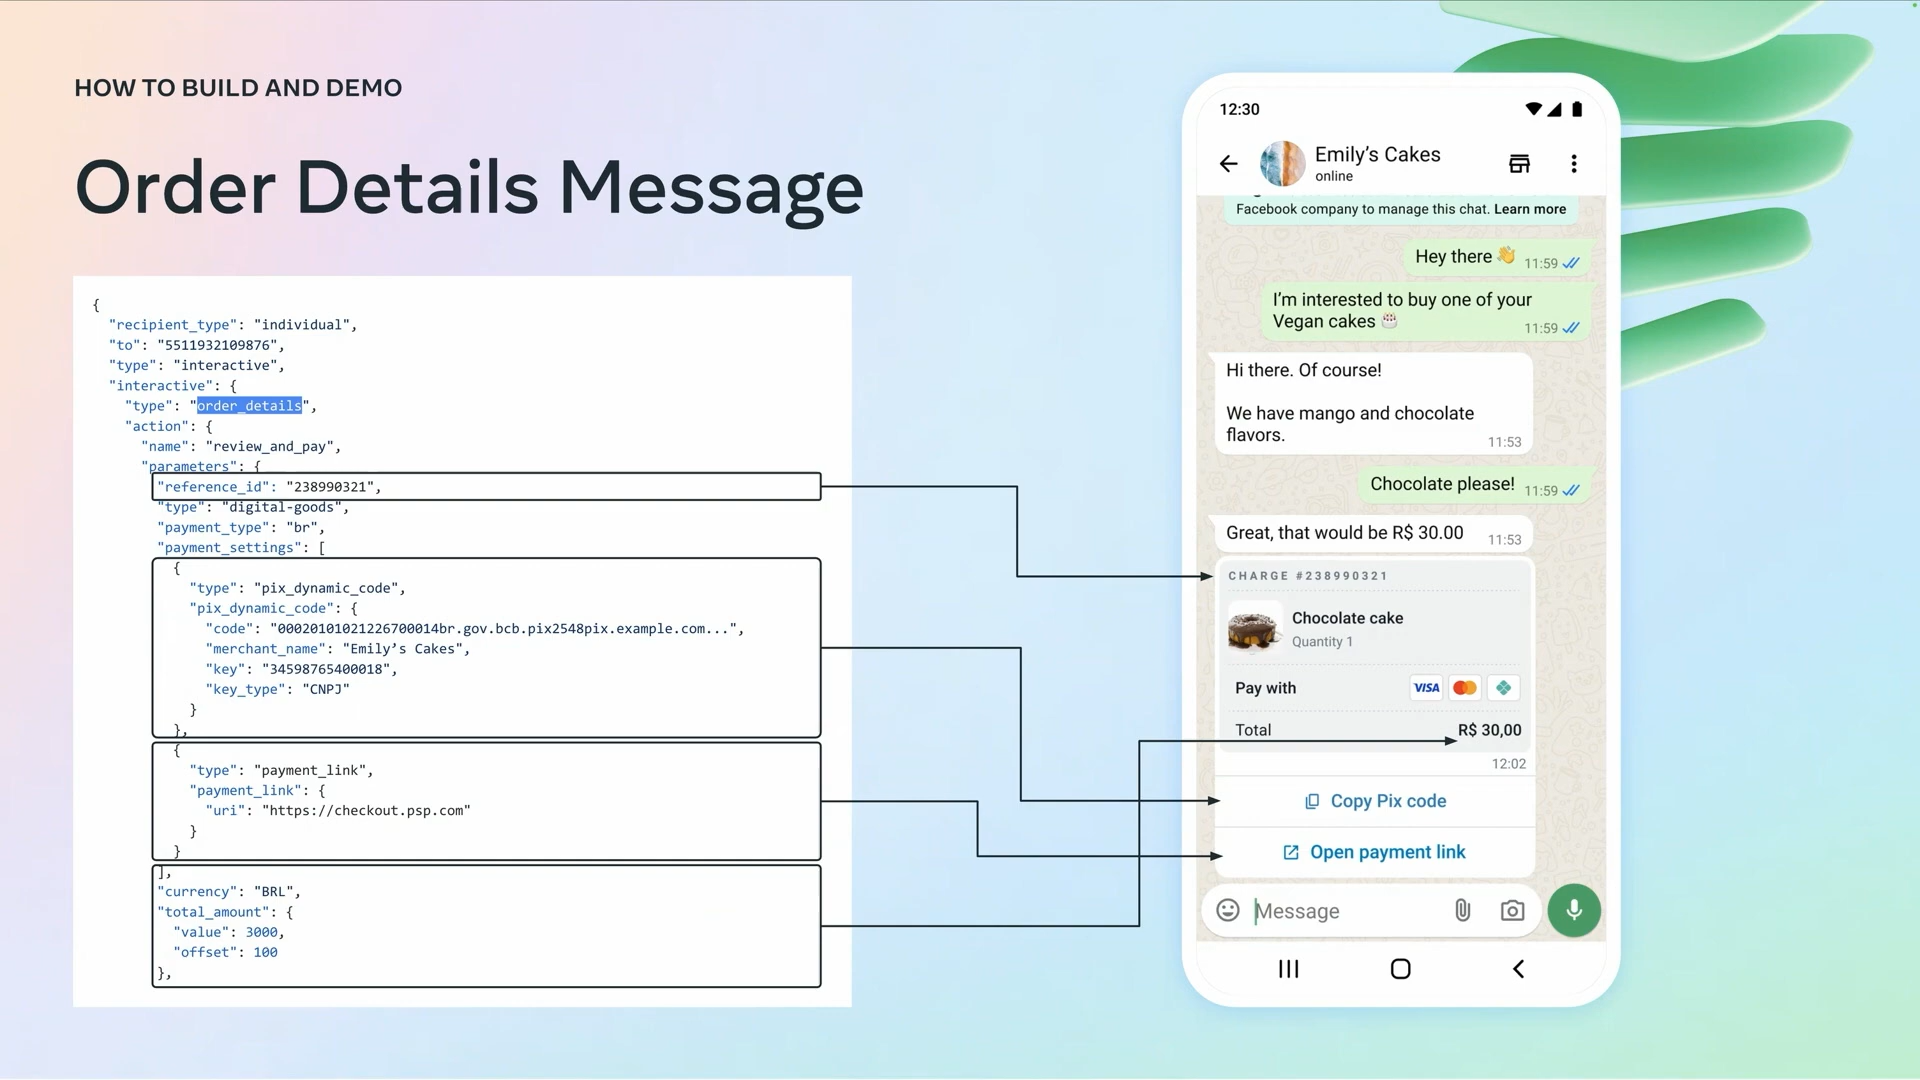 HOW TO BUILD AND DEMO
Order Details Message
{
"recipient_type": "individual",
"to": "5511932109876",
"type": "interactive",
"interactive": {
"type": "order_details",
"action": {
"name": "review_and_pay",
"parameters": {
"reference_id": "238990321",
"type": "digital-goods",
"payment_type": "br",
"payment_settings": [
{
"type": "pix_dynamic_code",
"pix_dynamic_code": {
"code": "00020101021226700014br.gov.bcb.pix2548pix.example.com...",
"merchant_name": "Emily’s Cakes",
"key": "34598765400018",
"key_type": "CNPJ"
}
},
{
"type": "payment_link",
"payment_link": {
"uri": "https://checkout.psp.com"
}
}
],
"currency": "BRL",
"total_amount": {
"value": 3000,
"offset": 100
},
12:30
Emily’s Cakes
online
Facebook company to manage this chat. Learn more
Hey there 👋 11:59
I’m interested to buy one of your
Vegan cakes 🎂 11:59
Hi there. Of course!
We have mango and chocolate
flavors. 11:53
Chocolate please! 11:59
Great, that would be R$ 30.00 11:53
CHARGE #238990321
Chocolate cake
Quantity 1
Pay with VISA
Total R$ 30,00
12:02
Copy Pix code
Open payment link
Message